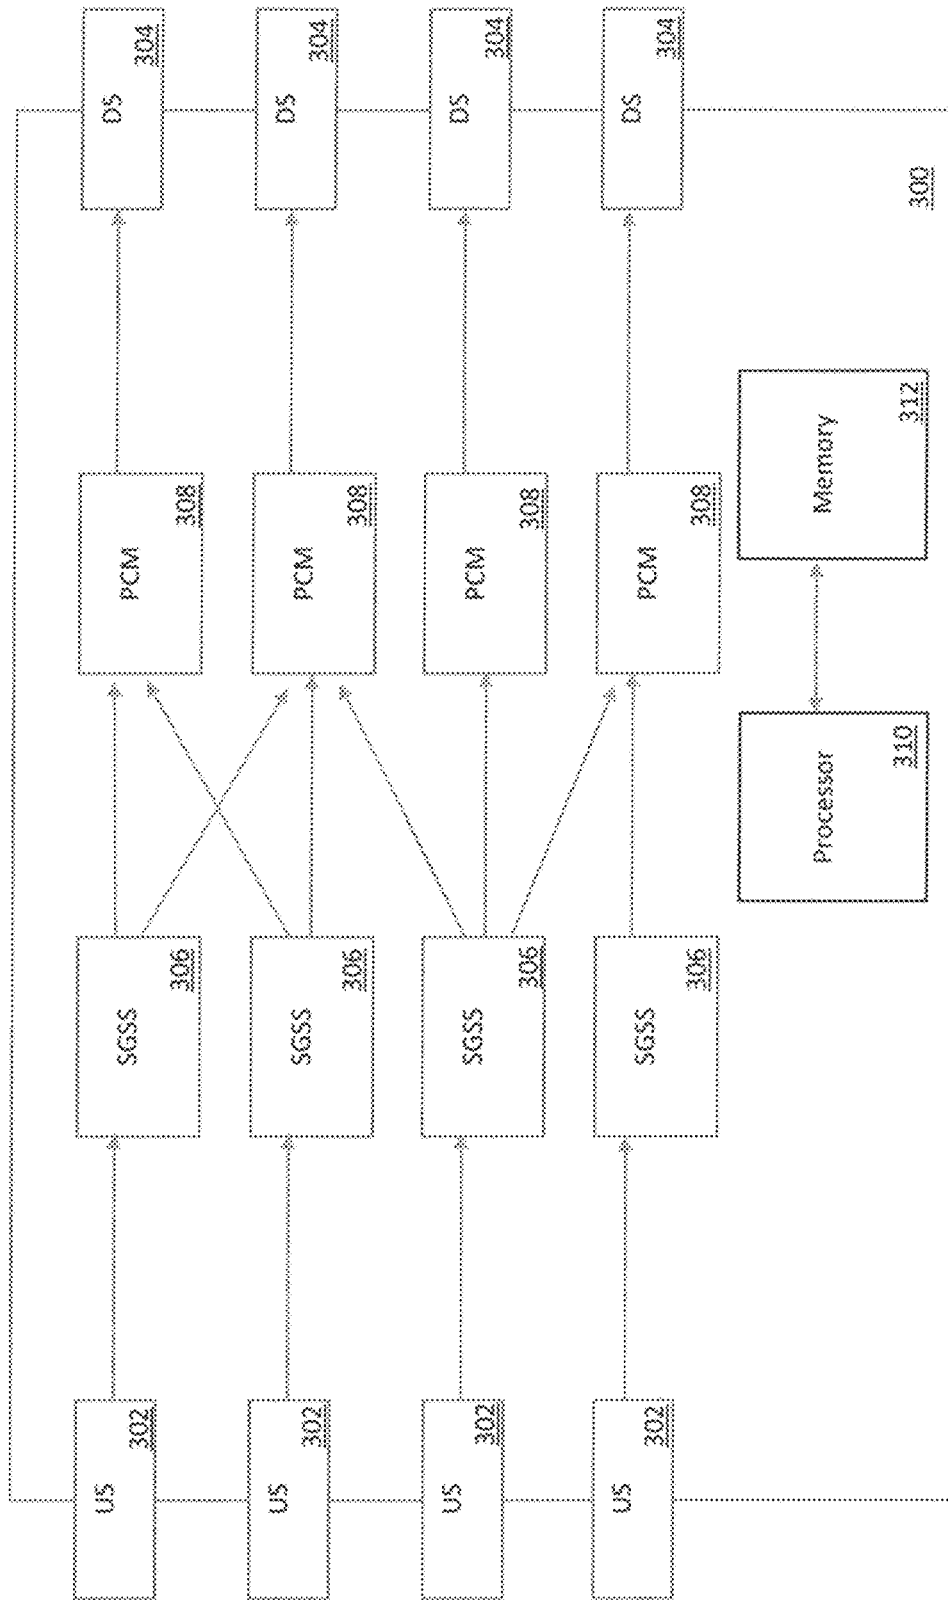 US
302
SGSS
306
PCM
308
DS
304
US
302
SGSS
306
PCM
308
DS
304
US
302
SGSS
306
PCM
308
DS
304
US
302
SGSS
306
PCM
308
DS
304
Processor
310
Memory
312
300